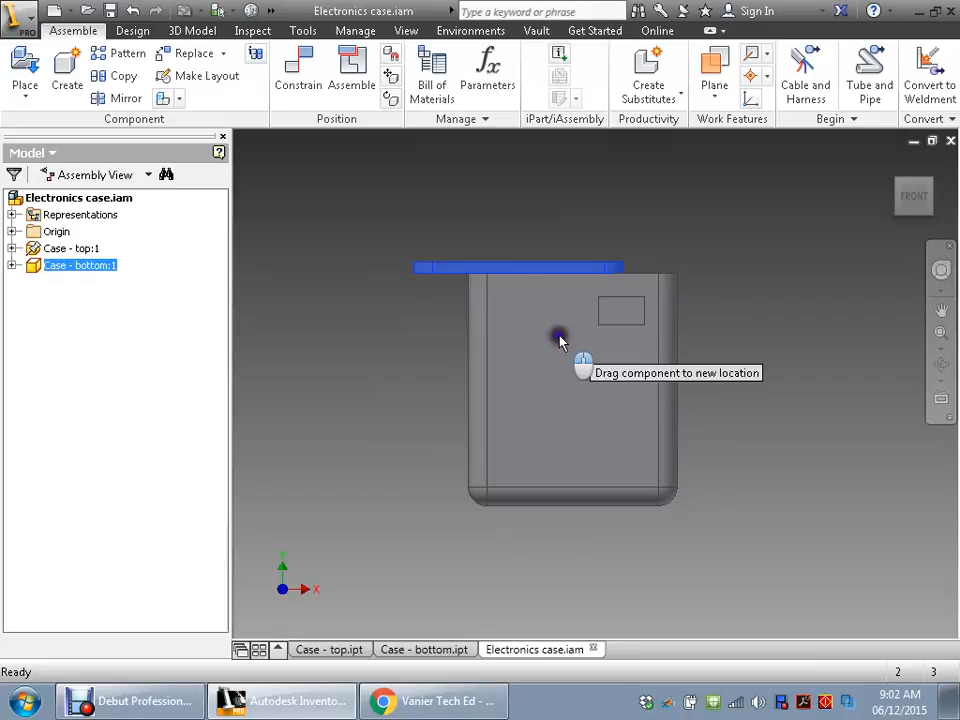 Electronics case.iam
Type a keyword or phrase
Sign In
PRO
Assemble
Design
3D Model
Inspect
Tools
Manage
View
Environments
Vault
Get Started
Online
Place
Create
Pattern
Copy
Mirror
Replace
Make Layout
Constrain
Assemble
Bill of
Materials
fx
Parameters
Create
Substitutes
Plane
Cable and
Harness
Tube and
Pipe
Convert to
Weldment
Component
Position
Manage
iPart/iAssembly
Productivity
Work Features
Begin
Convert
Model
Assembly View
Electronics case.iam
Representations
Origin
Case - top:1
Case - bottom:1
FRONT
Drag component to new location
Y
X
Case - top.ipt
Case - bottom.ipt
Electronics case.iam
Ready
2
3
Debut Profession...
PRO
Autodesk Invento...
Vanier Tech Ed - ...
9:02 AM
06/12/2015